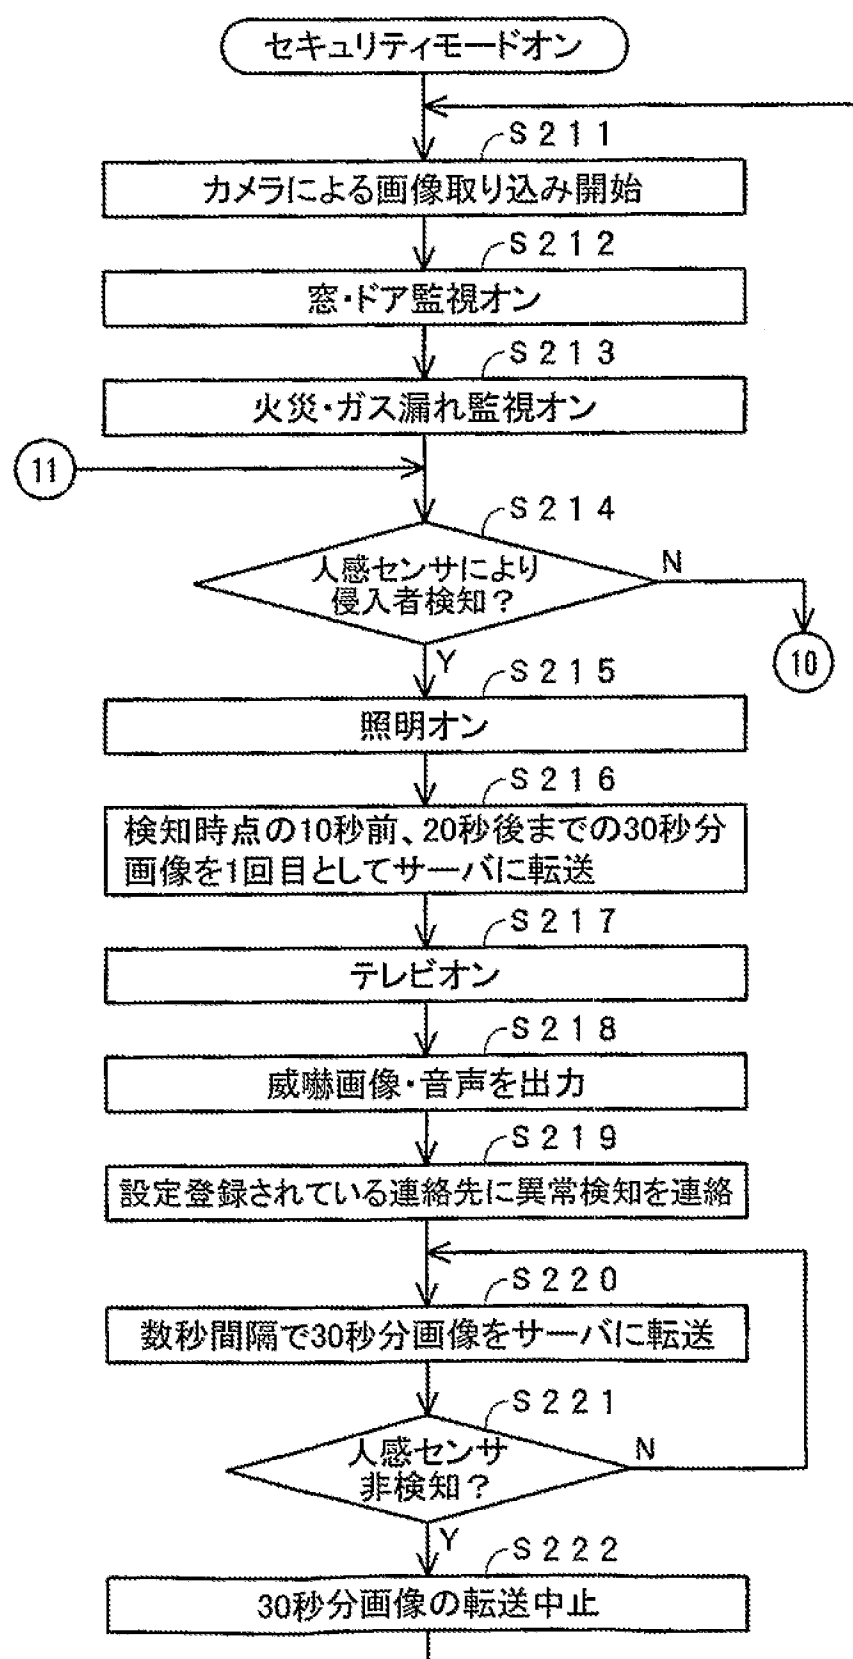 セキュリティモードオン
S211
カメラによる画像取り込み開始
S212
窓・ドア監視オン
S213
火災・ガス漏れ監視オン
11
S214
人感センサにより
侵入者検知?
N
10
Y
S215
照明オン
S216
検知時点の10秒前、20秒後までの30秒分
画像を1回目としてサーバに転送
S217
テレビオン
S218
威嚇画像・音声を出力
S219
設定登録されている連絡先に異常検知を連絡
S220
数秒間隔で30秒分画像をサーバに転送
S221
人感センサ
非検知?
N
Y
S222
30秒分画像の転送中止